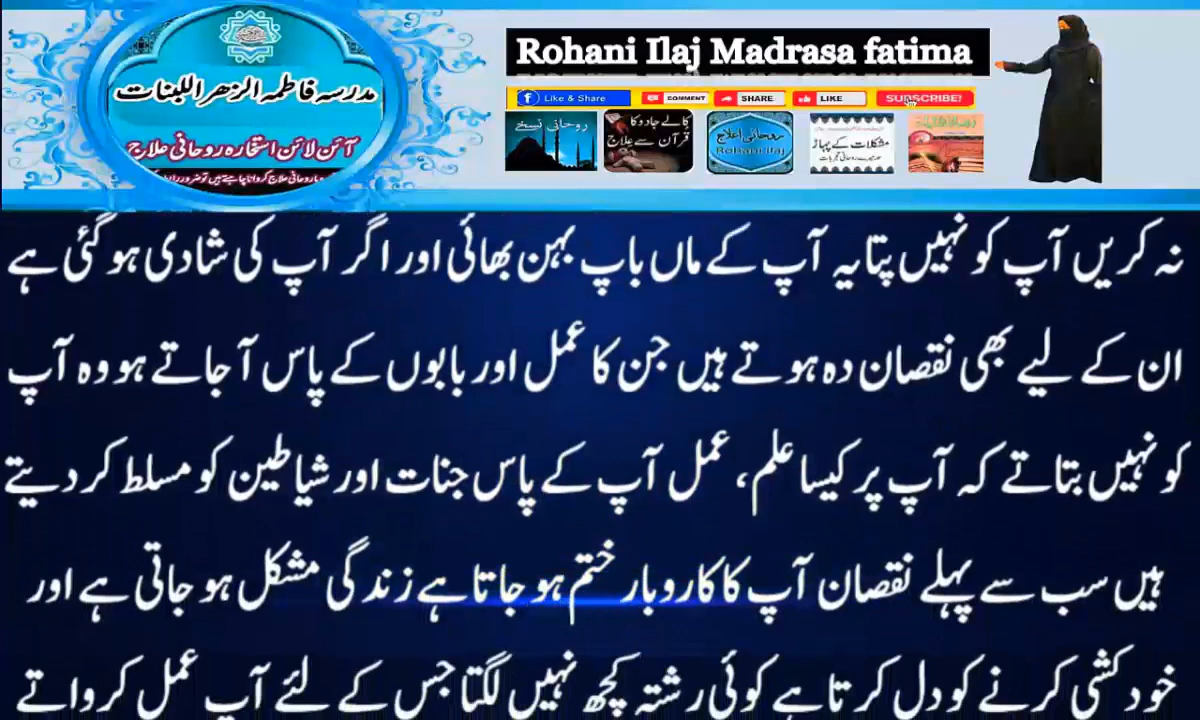 مدرسہ فاطمہ الزھراللبنات
آئن لائن استخارہ روحانی علاج
Rohani Ilaj Madrasa fatima
Like & Share
COMMENT
SHARE
LIKE
SUBSCRIBE!
روحانی نسخے
کالے جادو کا
قرآن سے علاج
روحانی اعلاج
Rohani ilaj
مشکلات کے پہاڑ
نہ کریں آپ کو نہیں پتا یہ آپ کے ماں باپ بہن بھائی اور اگر آپ کی شادی ہو گئی ہے
ان کے لیے بھی نقصان دہ ہوتے ہیں جن کا عمل اور بابوں کے پاس آ جاتے ہو وہ آپ
کو نہیں بتاتے کہ آپ پر کیسا علم، عمل آپ کے پاس جنات اور شیاطین کو مسلط کر دیتے
ہیں سب سے پہلے نقصان آپ کا کاروبار ختم ہو جاتا ہے زندگی مشکل ہو جاتی ہے اور
خودکشی کرنے کو دل کرتا ہے کوئی رشتہ کچھ نہیں لگتا جس کے لئے آپ عمل کرواتے